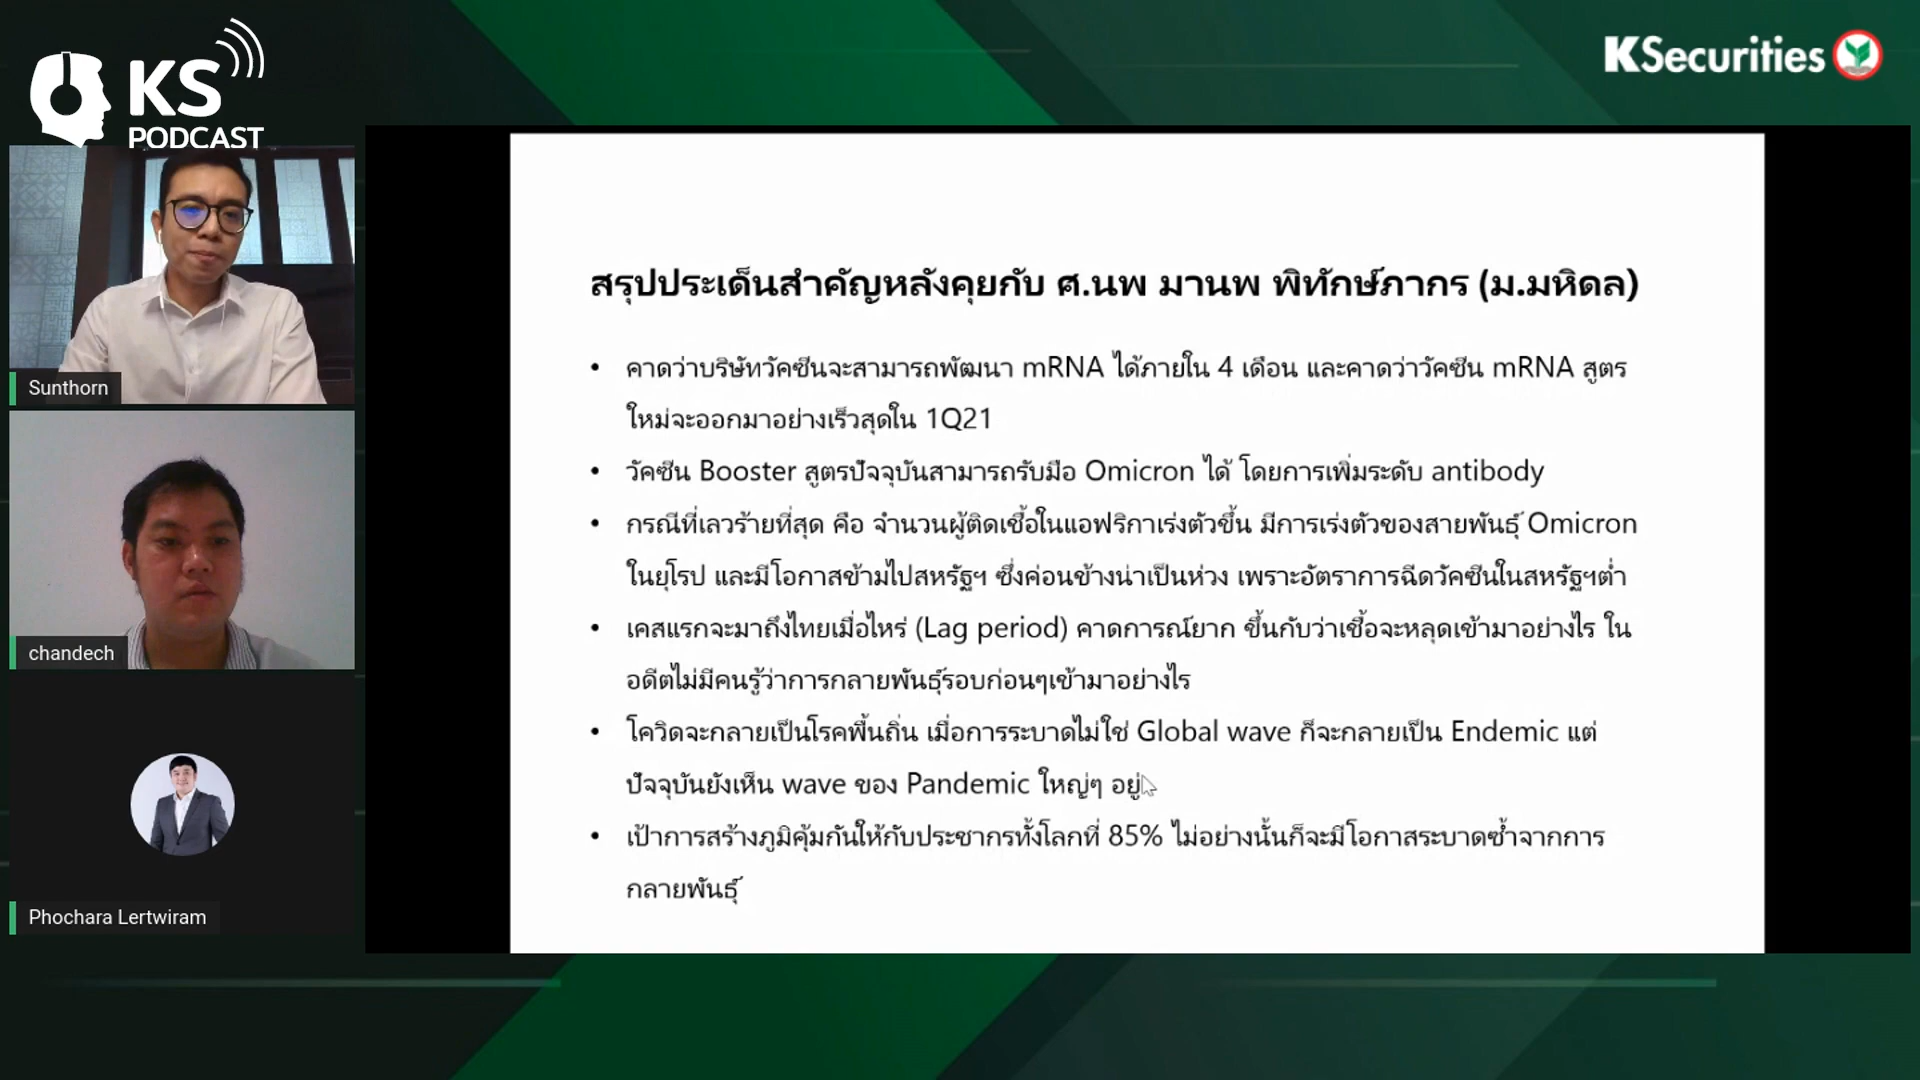 KS
PODCAST
KSecurities
Sunthorn
chandech
Phochara Lertwiram
สรุปประเด็นสำคัญหลังคุยกับ ศ.นพ มานพ พิทักษ์ภากร (ม.มหิดล)
• คาดว่าบริษัทวัคซีนจะสามารถพัฒนา mRNA ได้ภายใน 4 เดือน และคาดว่าวัคซีน mRNA สูตร
ใหม่จะออกมาอย่างเร็วสุดใน 1Q21
• วัคซีน Booster สูตรปัจจุบันสามารถรับมือ Omicron ได้ โดยการเพิ่มระดับ antibody
• กรณีที่เลวร้ายที่สุด คือ จำนวนผู้ติดเชื้อในแอฟริกาเร่งตัวขึ้น มีการเร่งตัวของสายพันธุ์ Omicron
ในยุโรป และมีโอกาสข้ามไปสหรัฐฯ ซึ่งค่อนข้างน่าเป็นห่วง เพราะอัตราการฉีดวัคซีนในสหรัฐฯต่ำ
• เคสแรกจะมาถึงไทยเมื่อไหร่ (Lag period) คาดการณ์ยาก ขึ้นกับว่าเชื้อจะหลุดเข้ามาอย่างไร ใน
อดีตไม่มีคนรู้ว่าการกลายพันธุ์รอบก่อนๆเข้ามาอย่างไร
• โควิดจะกลายเป็นโรคพื้นถิ่น เมื่อการระบาดไม่ใช่ Global wave ก็จะกลายเป็น Endemic แต่
ปัจจุบันยังเห็น wave ของ Pandemic ใหญ่ๆ อยู่
• เป้าการสร้างภูมิคุ้มกันให้กับประชากรทั้งโลกที่ 85% ไม่อย่างนั้นก็จะมีโอกาสระบาดซ้ำจากการ
กลายพันธุ์